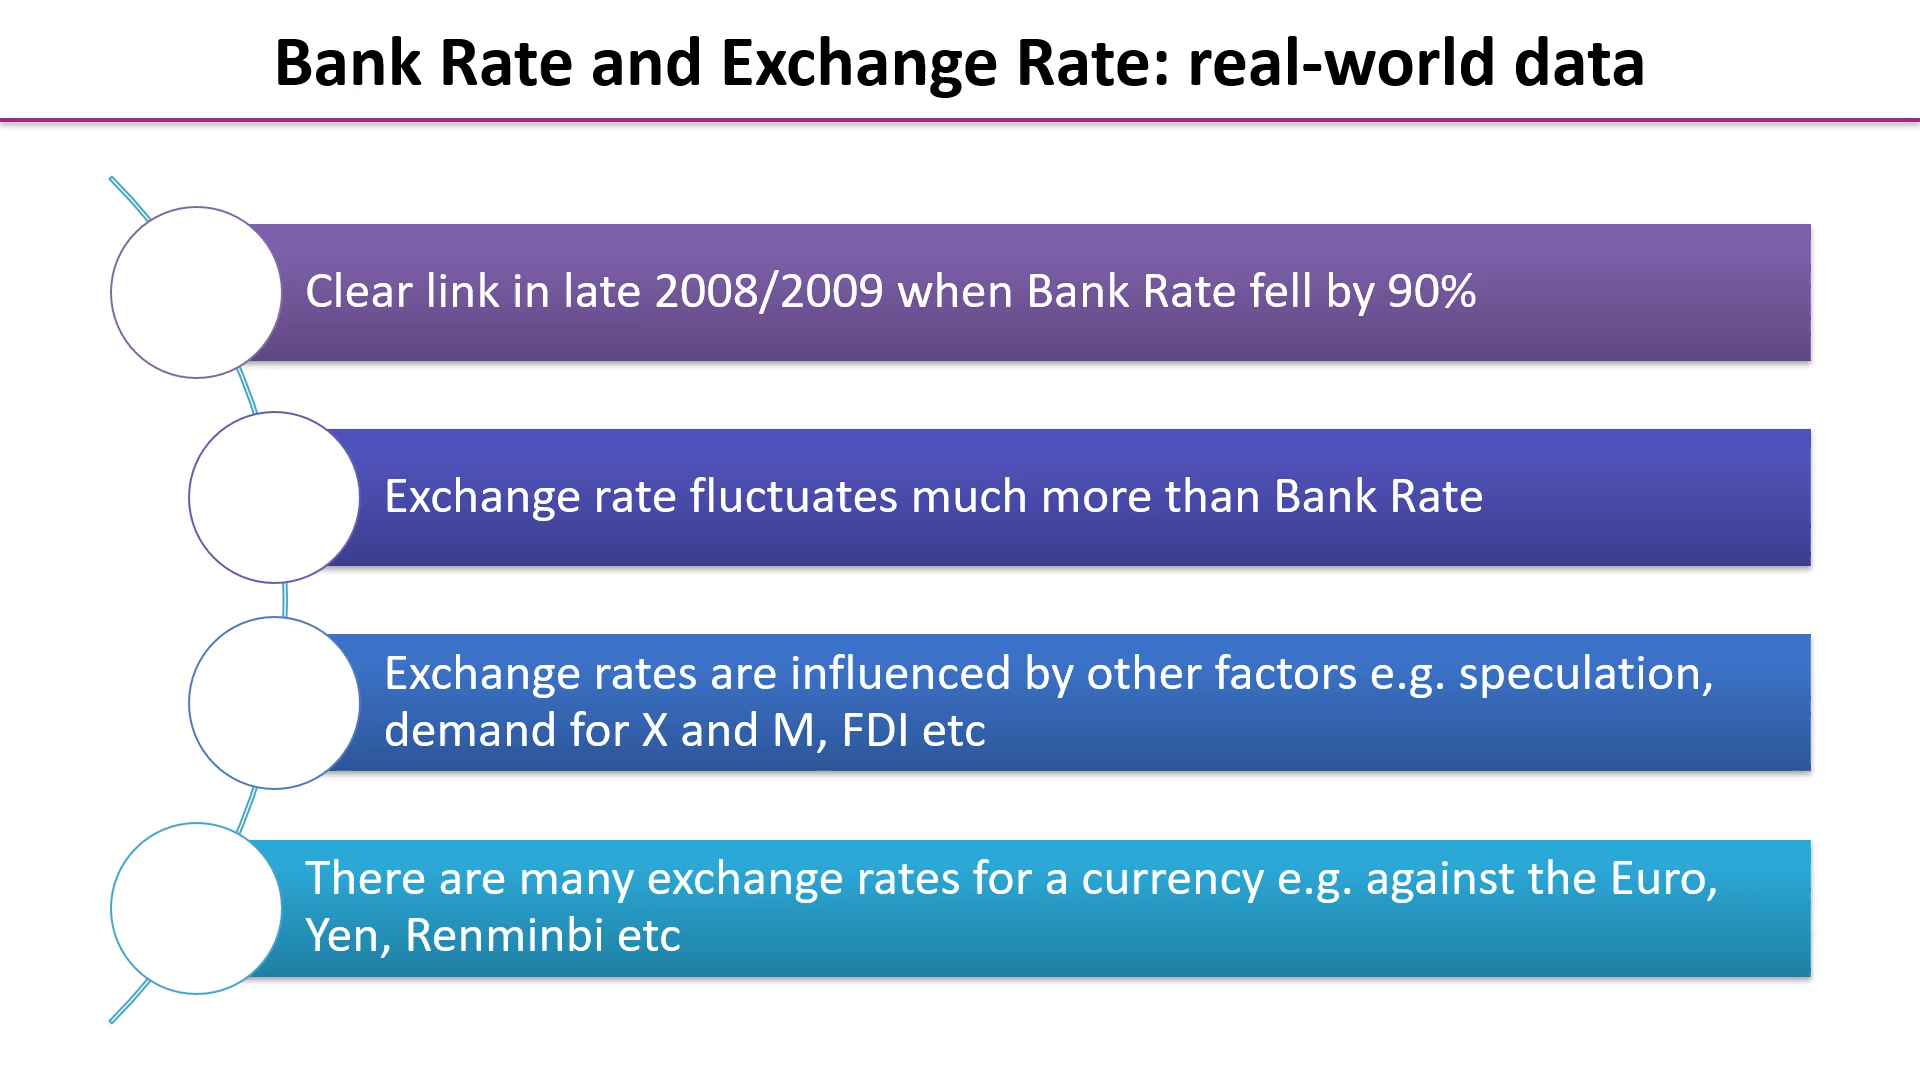 Bank Rate and Exchange Rate: real-world data
Clear link in late 2008/2009 when Bank Rate fell by 90%
Exchange rate fluctuates much more than Bank Rate
Exchange rates are influenced by other factors e.g. speculation,
demand for X and M, FDI etc
There are many exchange rates for a currency e.g. against the Euro,
Yen, Renminbi etc